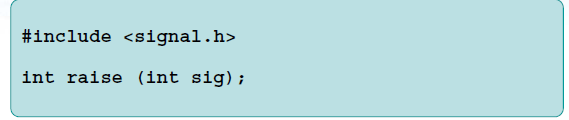 #include <signal.h>
int raise (int sig);